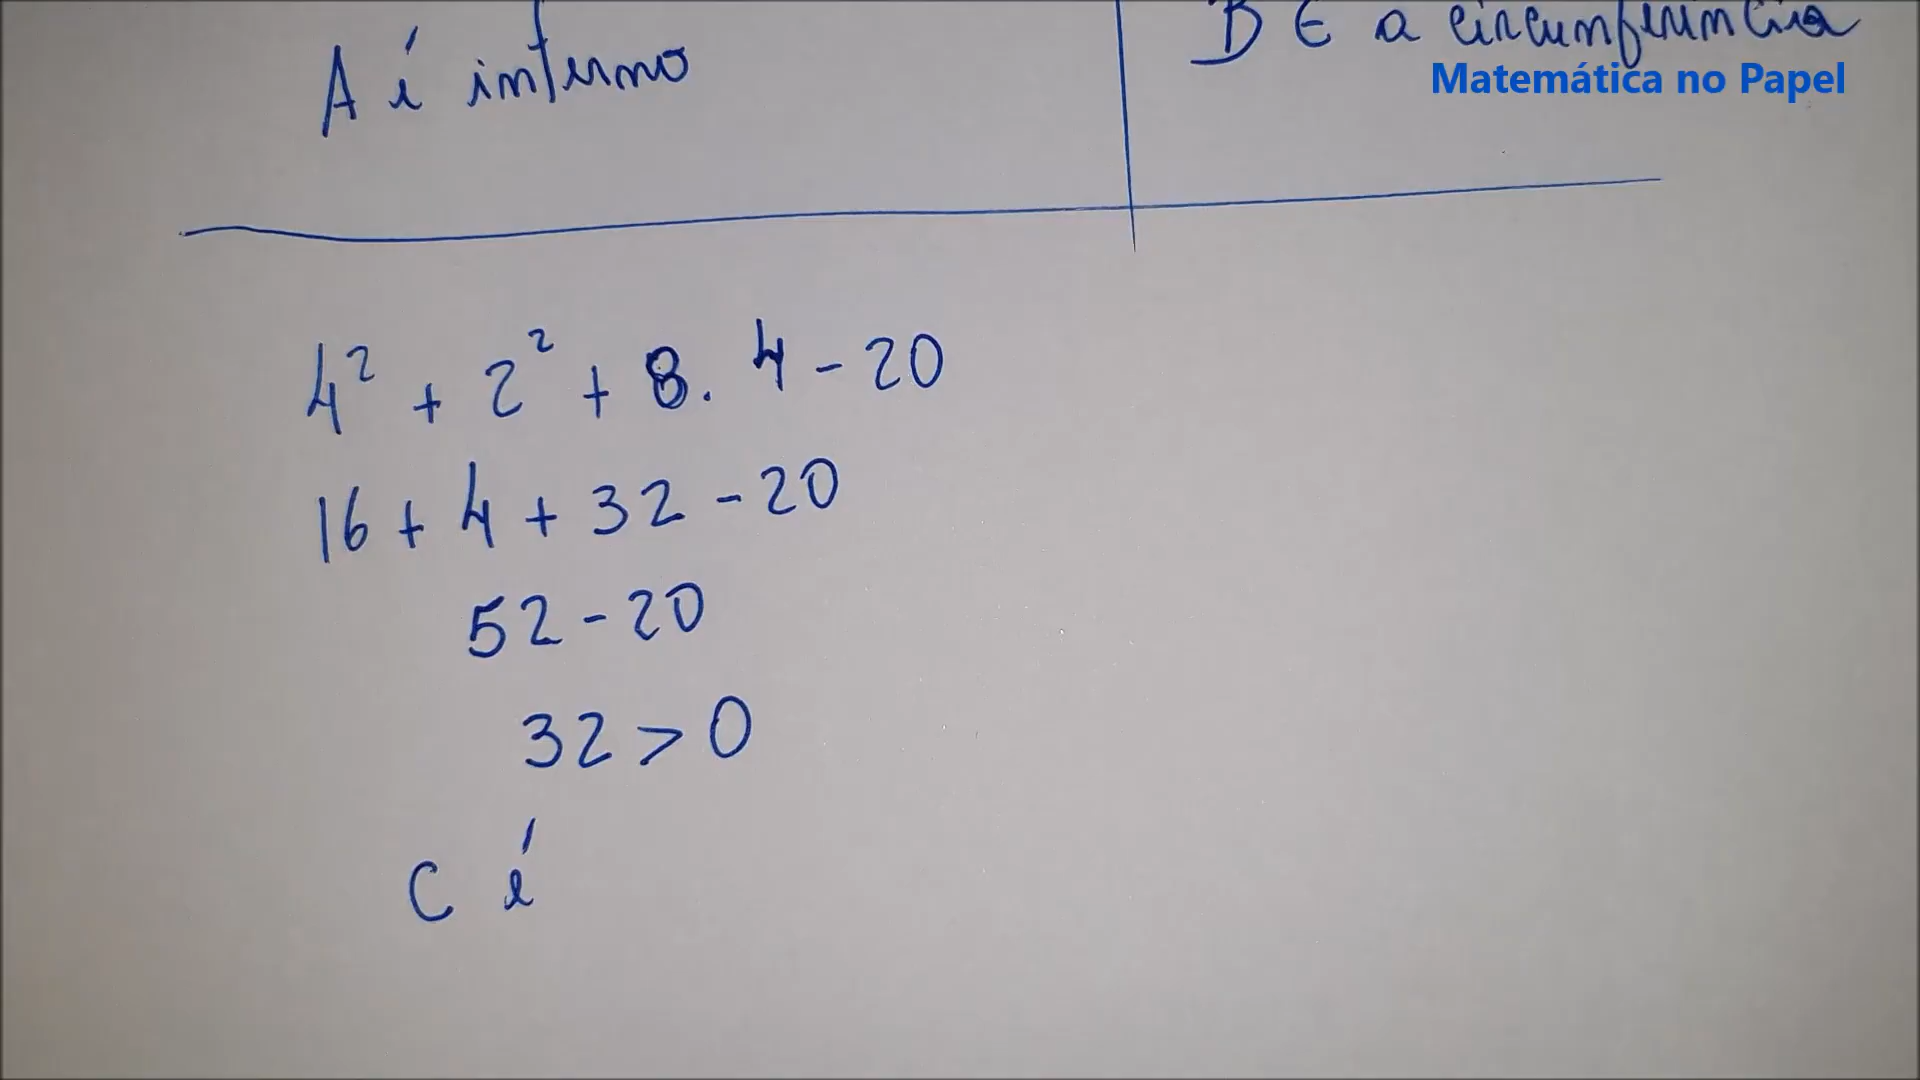 A é interno
B ∈ a circunferência
Matemática no Papel
4² + 2² + 8. 4 - 20
16 + 4 + 32 - 20
52 - 20
32 > 0
C é